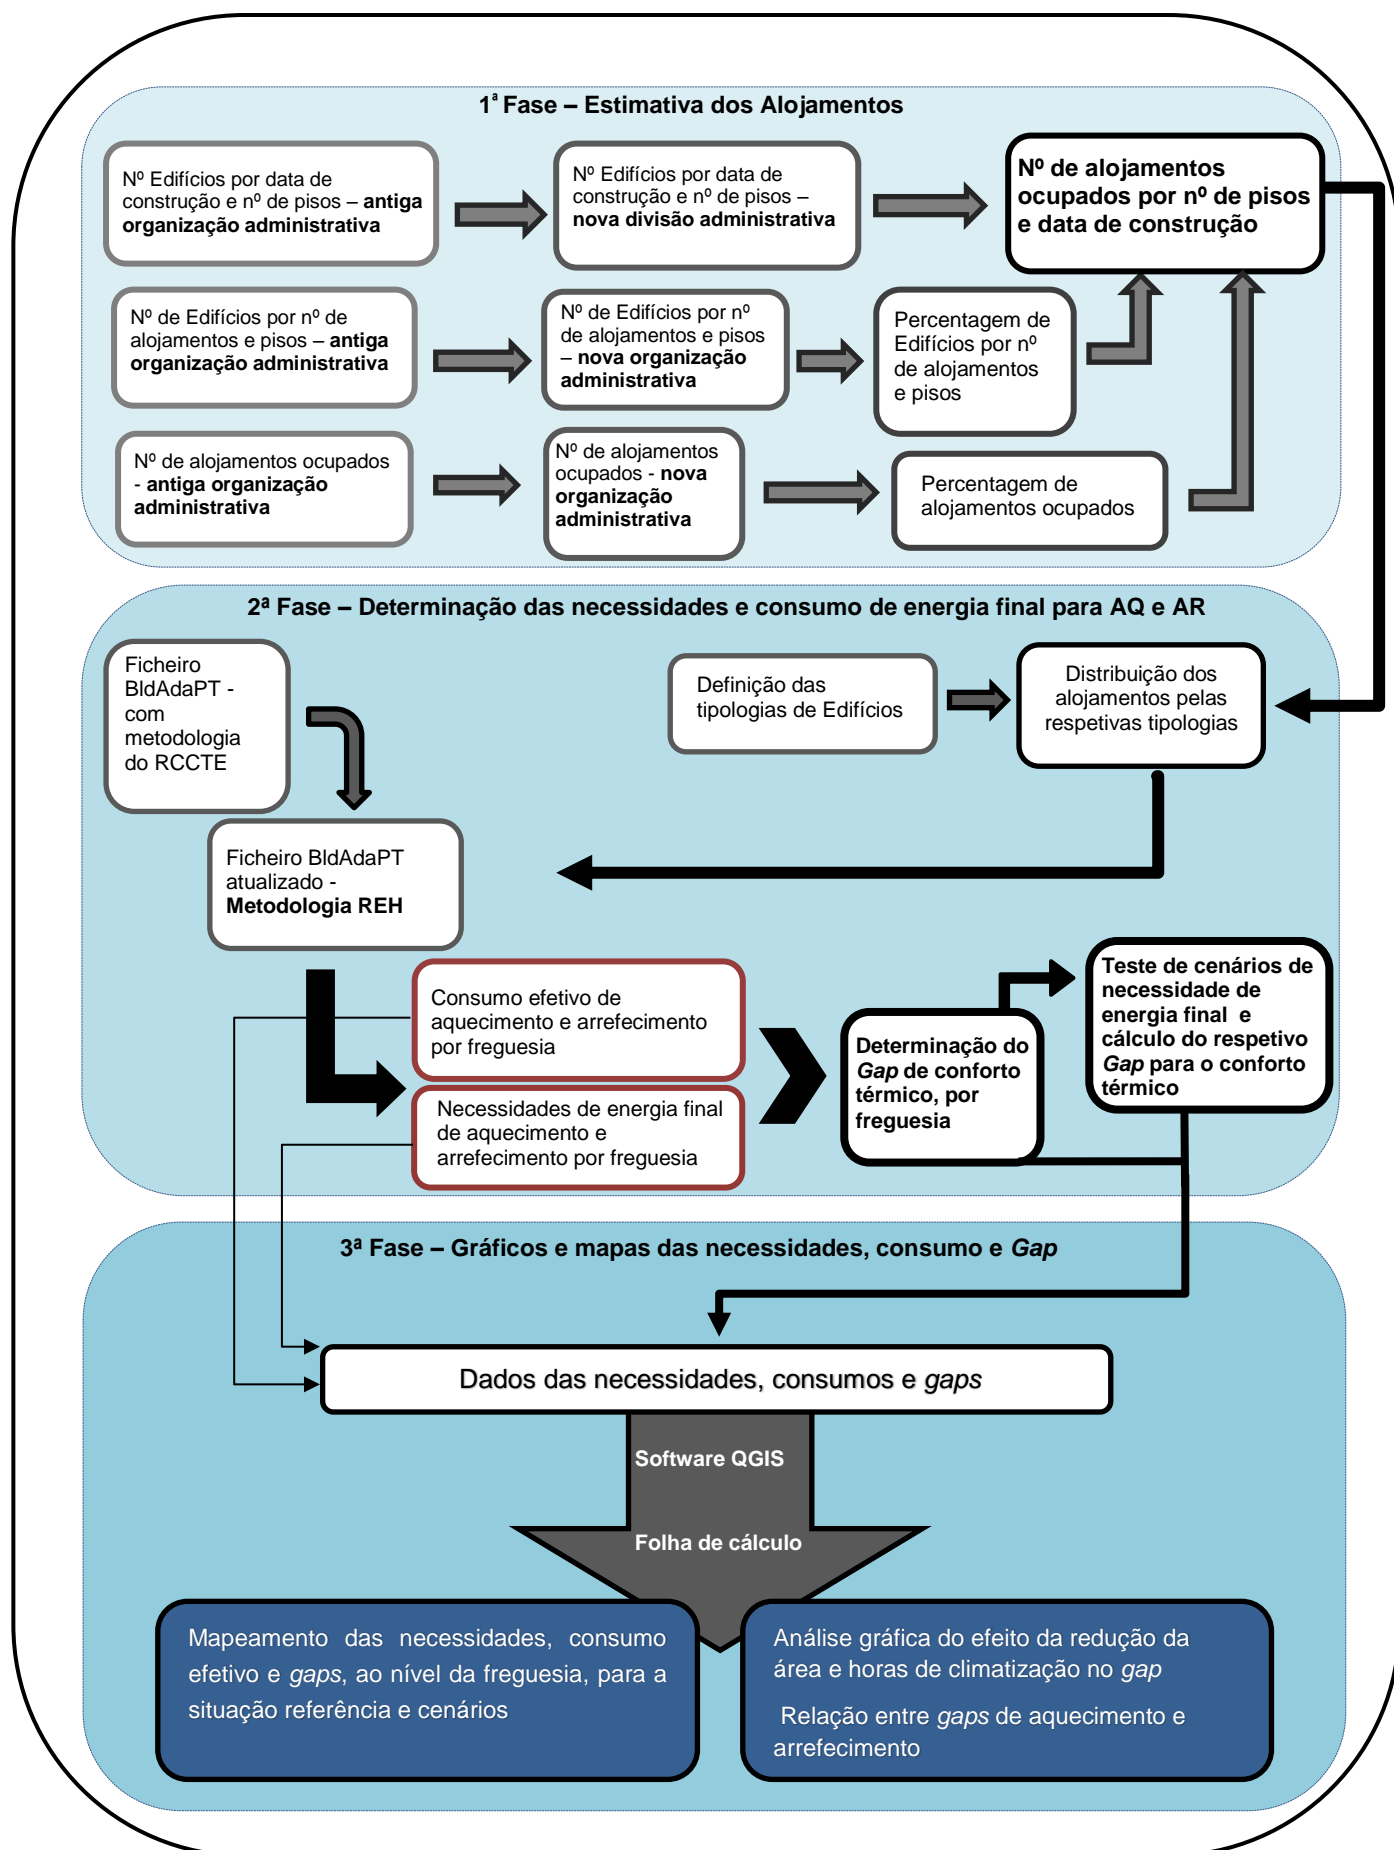 1ª Fase – Estimativa dos Alojamentos
Nº Edifícios por data de
construção e nº de pisos – antiga
organização administrativa
Nº Edifícios por data de
construção e nº de pisos –
nova divisão administrativa
Nº de alojamentos
ocupados por nº de pisos
e data de construção
Nº de Edifícios por nº de
alojamentos e pisos – antiga
organização administrativa
Nº de Edifícios por nº
de alojamentos e pisos
– nova organização
administrativa
Percentagem de
Edifícios por nº
de alojamentos
e pisos
Nº de alojamentos ocupados
- antiga organização
administrativa
Nº de alojamentos
ocupados - nova
organização
administrativa
Percentagem de
alojamentos ocupados
2ª Fase – Determinação das necessidades e consumo de energia final para AQ e AR
Ficheiro
BldAdaPT -
com
metodologia
do RCCTE
Definição das
tipologias de Edifícios
Distribuição dos
alojamentos pelas
respetivas tipologias
Ficheiro BldAdaPT
atualizado -
Metodologia REH
Consumo efetivo de
aquecimento e arrefecimento
por freguesia
Necessidades de energia final
de aquecimento e
arrefecimento por freguesia
Determinação do
Gap de conforto
térmico, por
freguesia
Teste de cenários de
necessidade de
energia final e
cálculo do respetivo
Gap para o conforto
térmico
3ª Fase – Gráficos e mapas das necessidades, consumo e Gap
Dados das necessidades, consumos e gaps
Software QGIS
Folha de cálculo
Mapeamento das necessidades, consumo
efetivo e gaps, ao nível da freguesia, para a
situação referência e cenários
Análise gráfica do efeito da redução da
área e horas de climatização no gap
Relação entre gaps de aquecimento e
arrefecimento